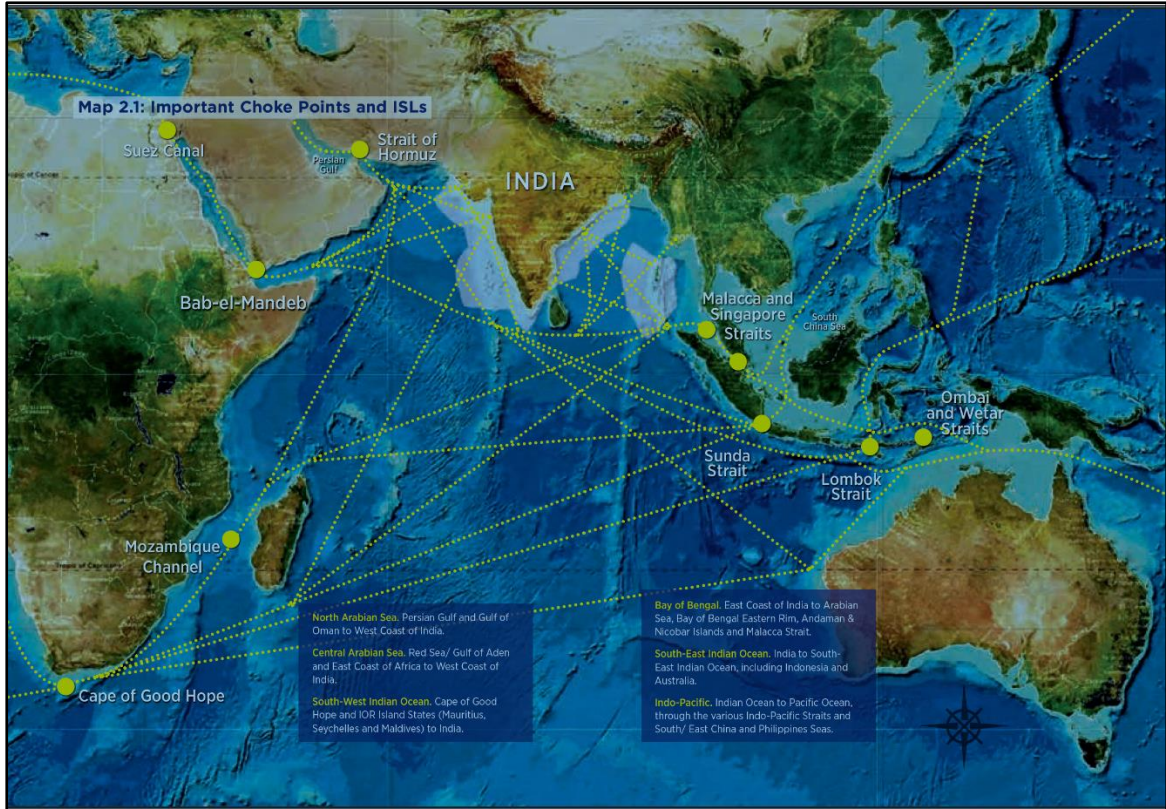 Map 2.1: Important Choke Points and ISLs
Suez Canal
Strait of
Hormuz
Persian
Gulf
INDIA
Bab-el-Mandeb
Malacca and
Singapore
Straits
South
China Sea
Ombai
and Wetar
Straits
Sunda
Strait
Lombok
Strait
Mozambique
Channel
Cape of Good Hope
North Arabian Sea. Persian Gulf and Gulf of
Oman to West Coast of India.
Central Arabian Sea. Red Sea/ Gulf of Aden
and East Coast of Africa to West Coast of
India.
South-West Indian Ocean. Cape of Good
Hope and IOR Island States (Mauritius,
Seychelles and Maldives) to India.
Bay of Bengal. East Coast of India to Arabian
Sea, Bay of Bengal Eastern Rim, Andaman &
Nicobar Islands and Malacca Strait.
South-East Indian Ocean. India to South-
East Indian Ocean, including Indonesia and
Australia.
Indo-Pacific. Indian Ocean to Pacific Ocean,
through the various Indo-Pacific Straits and
South/ East China and Philippines Seas.